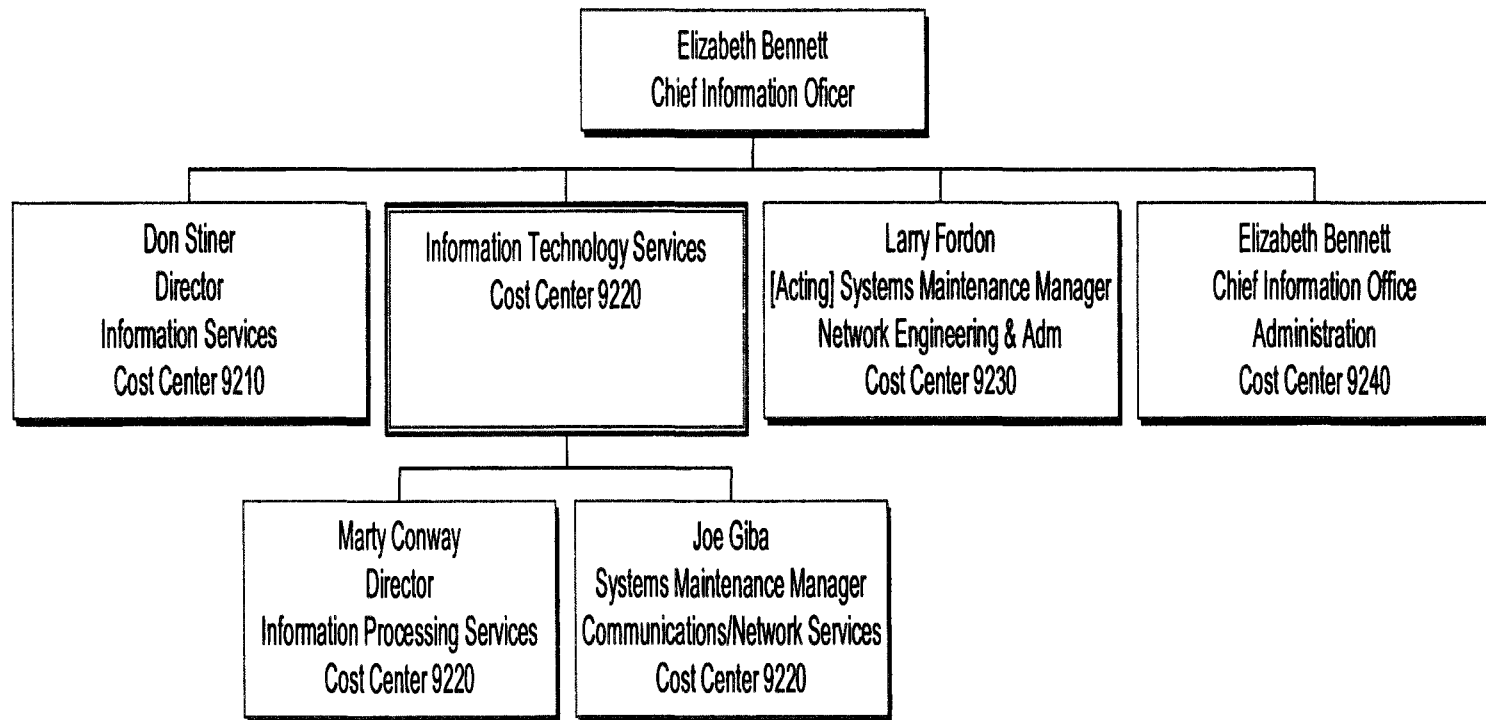 Elizabeth Bennett
Chief Information Oficer
Don Stiner
Director
Information Services
Cost Center 9210
Information Technology Services
Cost Center 9220
Larry Fordon
[Acting] Systems Maintenance Manager
Network Engineering & Adm
Cost Center 9230
Elizabeth Bennett
Chief Information Office
Administration
Cost Center 9240
Marty Conway
Director
Information Processing Services
Cost Center 9220
Joe Giba
Systems Maintenance Manager
Communications/Network Services
Cost Center 9220